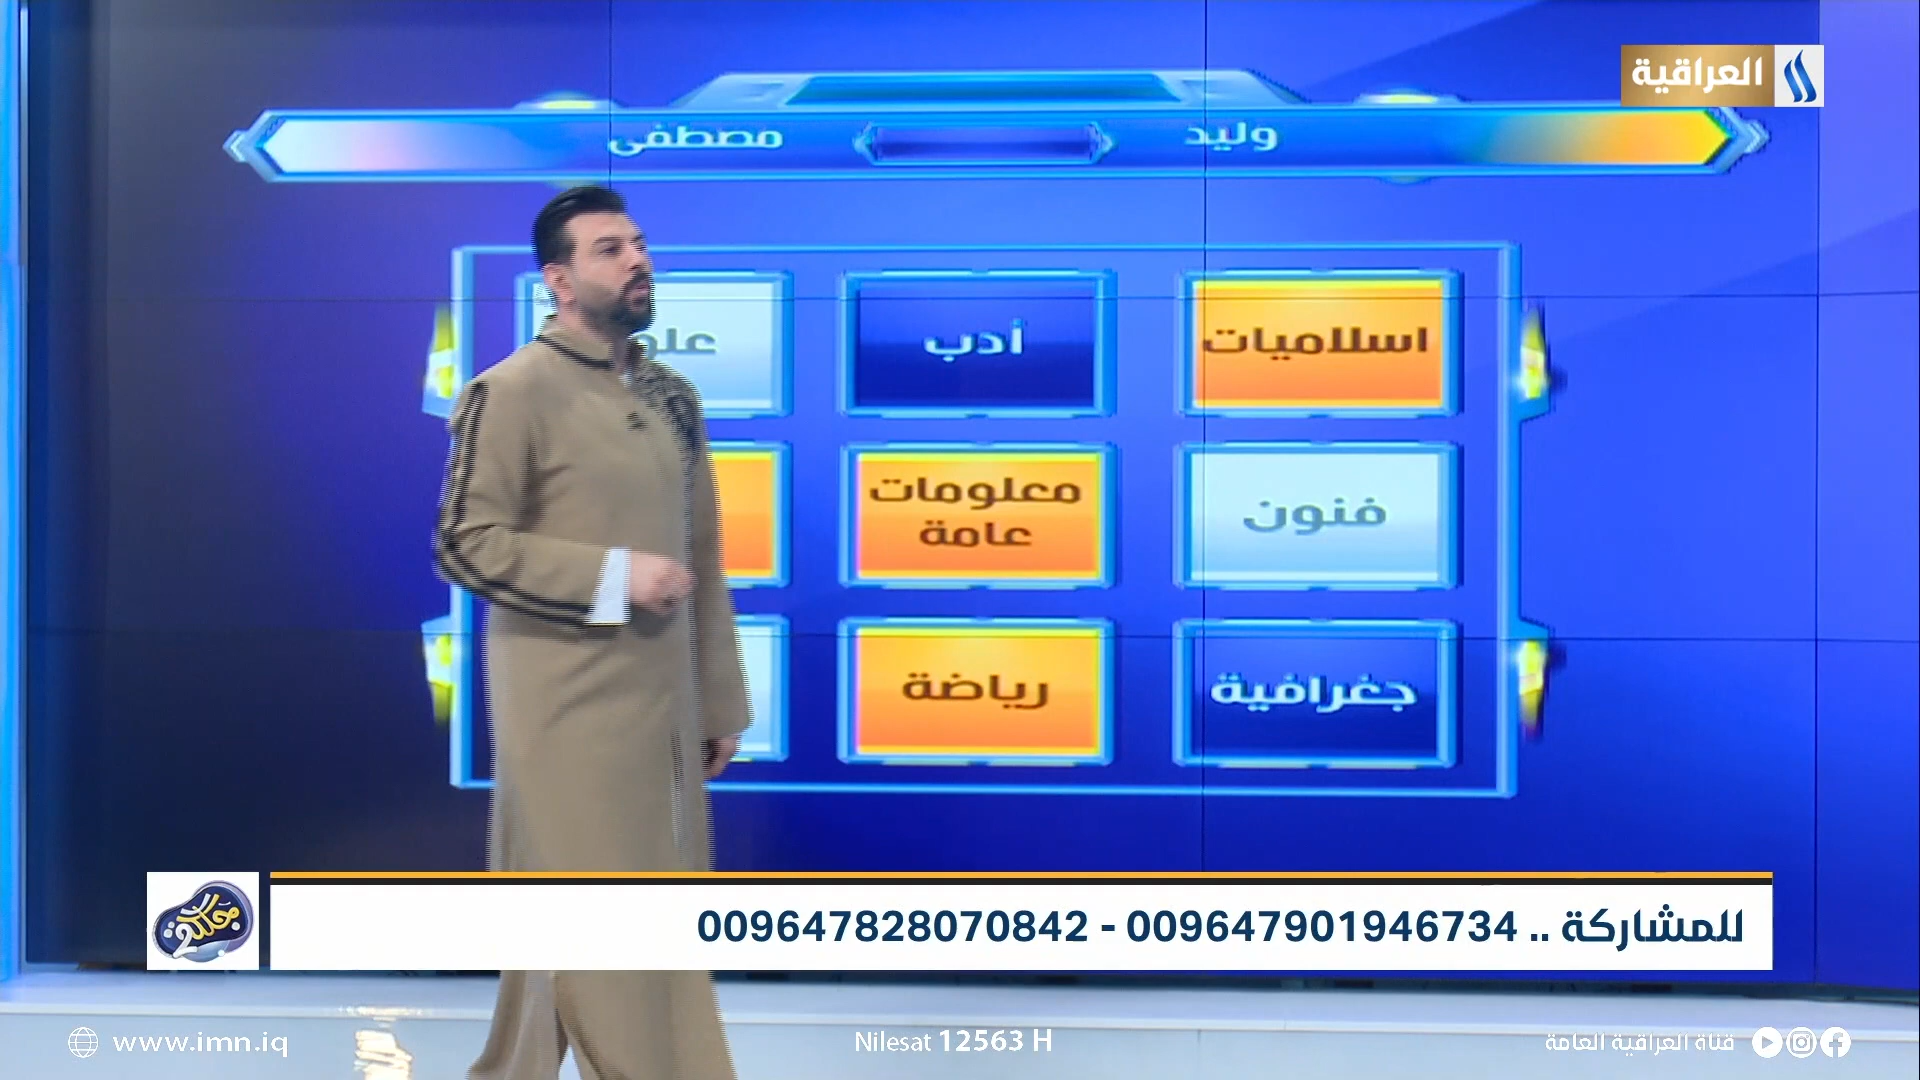 العراقية
وليد
مصطفى
اسلاميات
أدب
فنون
معلومات
عامة
جغرافية
رياضة
للمشاركة .. 009647901946734 - 009647828070842
www.imn.iq
Nilesat 12563 H
قناة العراقية العامة